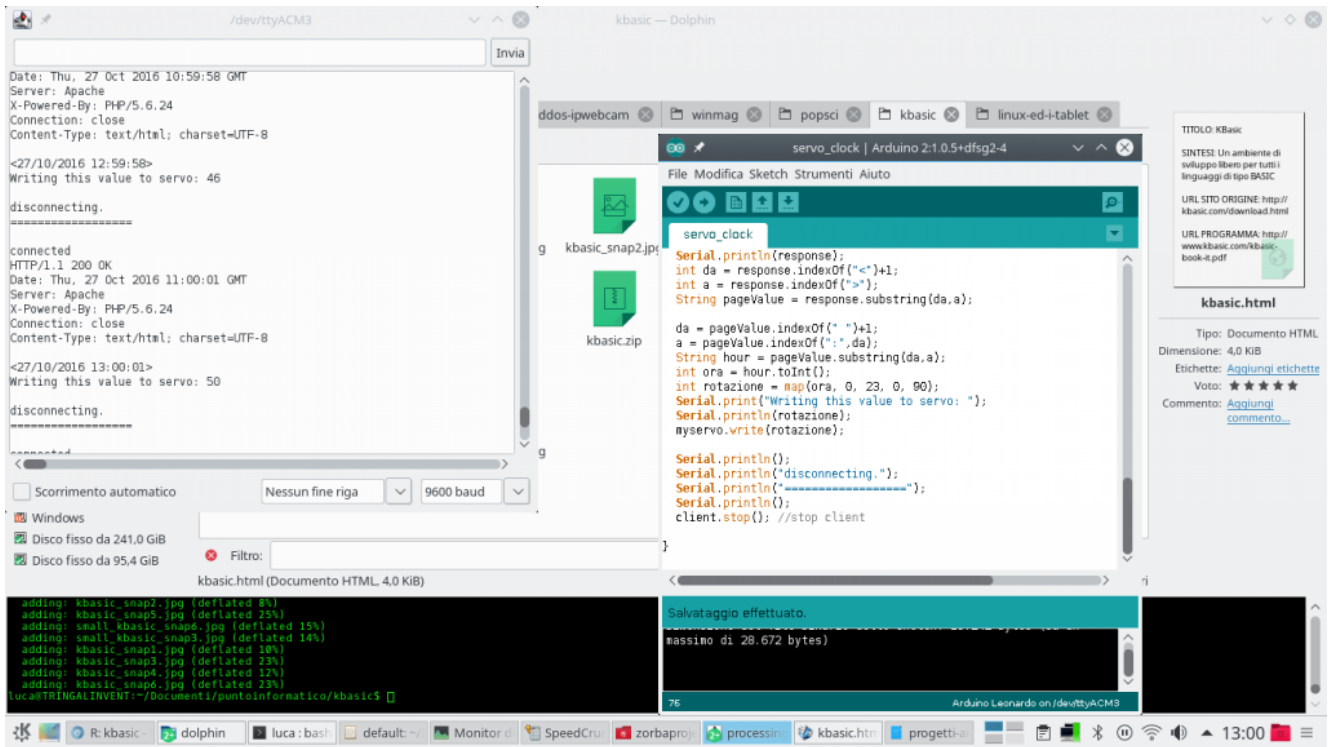 /dev/ttyACM3
Invia
Date: Thu, 27 Oct 2016 10:59:58 GMT
Server: Apache
X-Powered-By: PHP/5.6.24
Connection: close
Content-Type: text/html; charset=UTF-8
<27/10/2016 12:59:58>
Writing this value to servo: 46
disconnecting.
==================
connected
HTTP/1.1 200 OK
Date: Thu, 27 Oct 2016 11:00:01 GMT
Server: Apache
X-Powered-By: PHP/5.6.24
Connection: close
Content-Type: text/html; charset=UTF-8
<27/10/2016 13:00:01>
Writing this value to servo: 50
disconnecting.
==================
connected
Scorrimento automatico
Nessun fine riga
9600 baud
kbasic — Dolphin
ddos-ipwebcam
winmag
popsci
kbasic
linux-ed-i-tablet
g kbasic_snap2.jpg
kbasic.zip
g
Windows
Disco fisso da 241,0 GiB
Disco fisso da 95,4 GiB
Filtro:
kbasic.html (Documento HTML, 4,0 KiB)
ri
TITOLO: KBasic
SINTESI: Un ambiente di
sviluppo libero per tutti i
linguaggi di tipo BASIC
URL SITO ORIGINE: http://
kbasic.com/download.html
URL PROGRAMMA: http://
www.kbasic.com/kbasic-
book-it.pdf
kbasic.html
Tipo: Documento HTML
Dimensione: 4,0 KiB
Etichette: Aggiungi etichette
Voto: ★★★★★
Commento: Aggiungi
commento...
servo_clock | Arduino 2:1.0.5+dfsg2-4
File Modifica Sketch Strumenti Aiuto
servo_clock
Serial.println(response);
int da = response.indexOf("<")+1;
int a = response.indexOf(">");
String pageValue = response.substring(da,a);
da = pageValue.indexOf(" ")+1;
a = pageValue.indexOf(":",da);
String hour = pageValue.substring(da,a);
int ora = hour.toInt();
int rotazione = map(ora, 0, 23, 0, 90);
Serial.print("Writing this value to servo: ");
Serial.println(rotazione);
myservo.write(rotazione);
Serial.println();
Serial.println("disconnecting.");
Serial.println("==================");
Serial.println();
client.stop(); //stop client
}
Salvataggio effettuato.
massimo di 28.672 bytes)
76
Arduino Leonardo on /dev/ttyACM3
adding: kbasic_snap2.jpg (deflated 8%)
adding: kbasic_snap5.jpg (deflated 25%)
adding: small_kbasic_snap6.jpg (deflated 15%)
adding: small_kbasic_snap3.jpg (deflated 14%)
adding: kbasic_snap1.jpg (deflated 10%)
adding: kbasic_snap3.jpg (deflated 23%)
adding: kbasic_snap4.jpg (deflated 12%)
adding: kbasic_snap6.jpg (deflated 23%)
luca@TRINGALINVENT:~/Documenti/puntoinformatico/kbasic$
R: kbasic -
dolphin
luca : bash
default: ~/
Monitor d
SpeedCrun
zorbaproj
processing
kbasic.htm
progetti-a
13:00